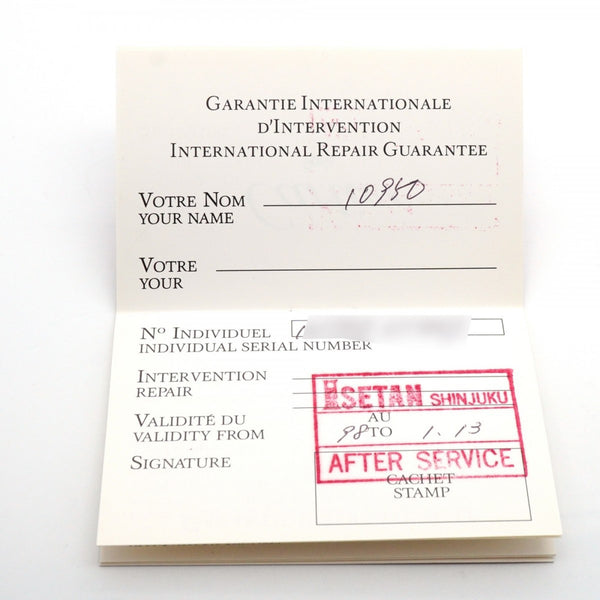 GARANTIE INTERNATIONALE
D'INTERVENTION
INTERNATIONAL REPAIR GUARANTEE
VOTRE NOM 10950
YOUR NAME
VOTRE
YOUR
Nº INDIVIDUEL
INDIVIDUAL SERIAL NUMBER
INTERVENTION
REPAIR
ISETAN SHINJUKU
VALIDITÉ DU AU
VALIDITY FROM 98 TO 1.13
SIGNATURE AFTER SERVICE
CACHET
STAMP